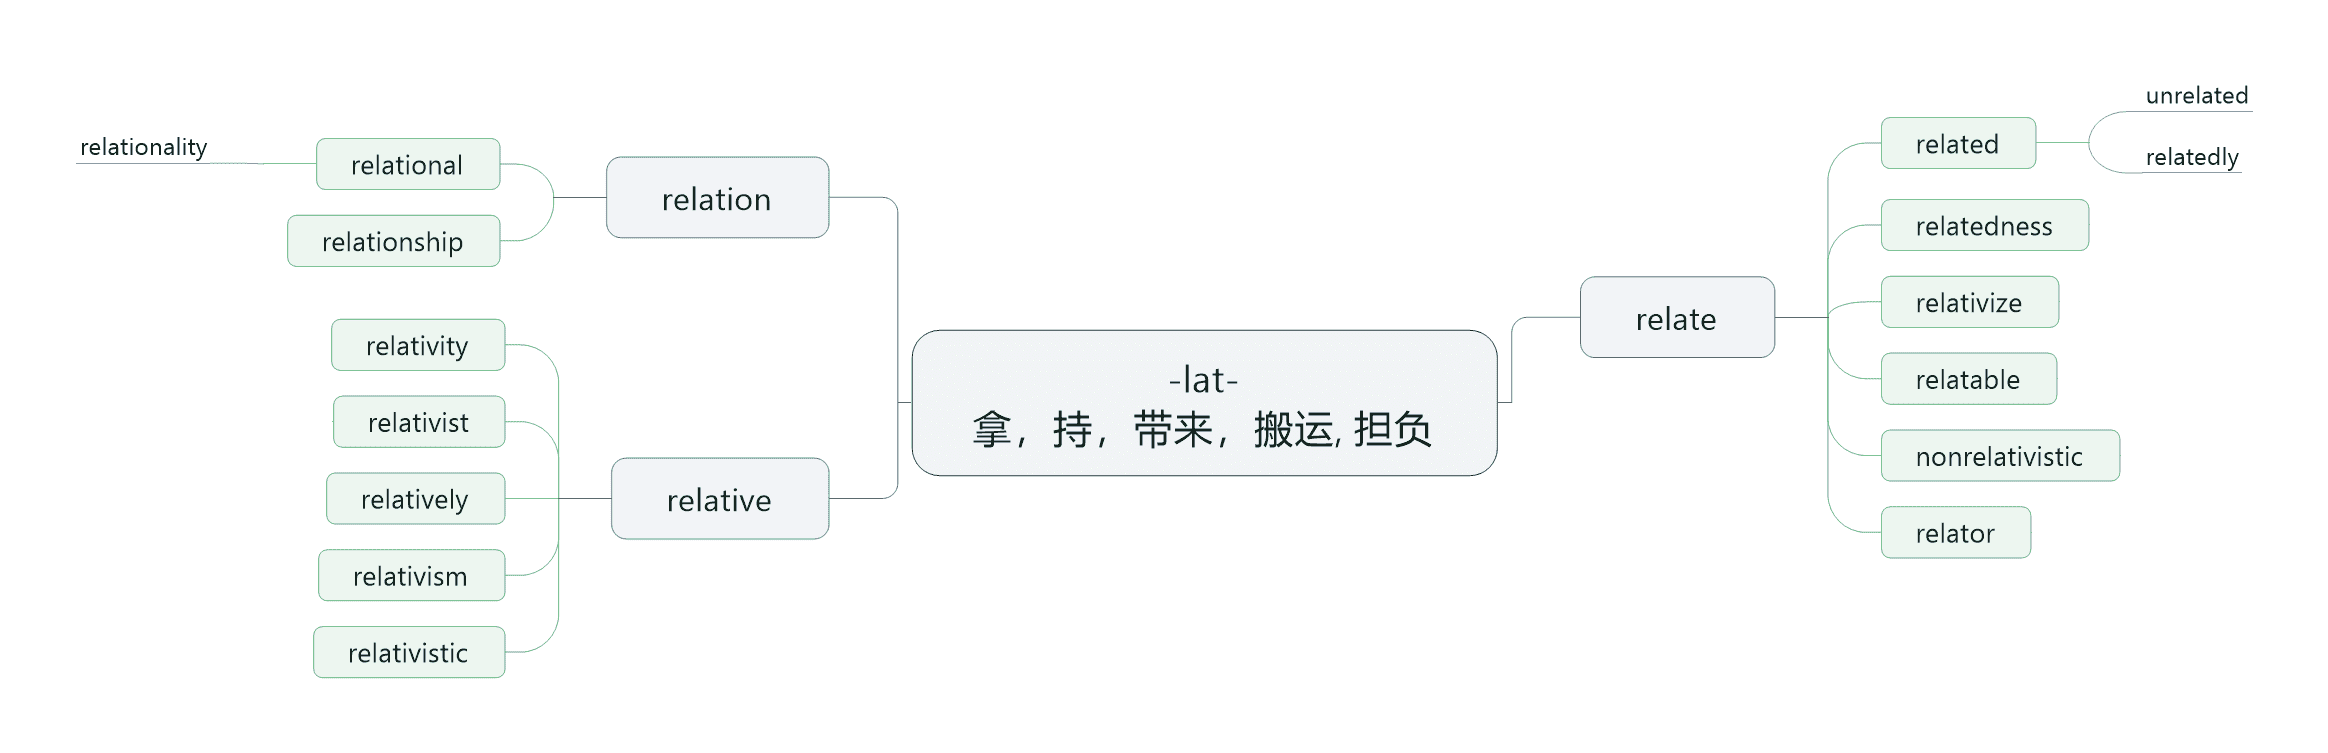 -lat-
拿，持，带来，搬运, 担负
relation
relational
relationality
relationship
relative
relativity
relativist
relatively
relativism
relativistic
relate
related
unrelated
relatedly
relatedness
relativize
relatable
nonrelativistic
relator